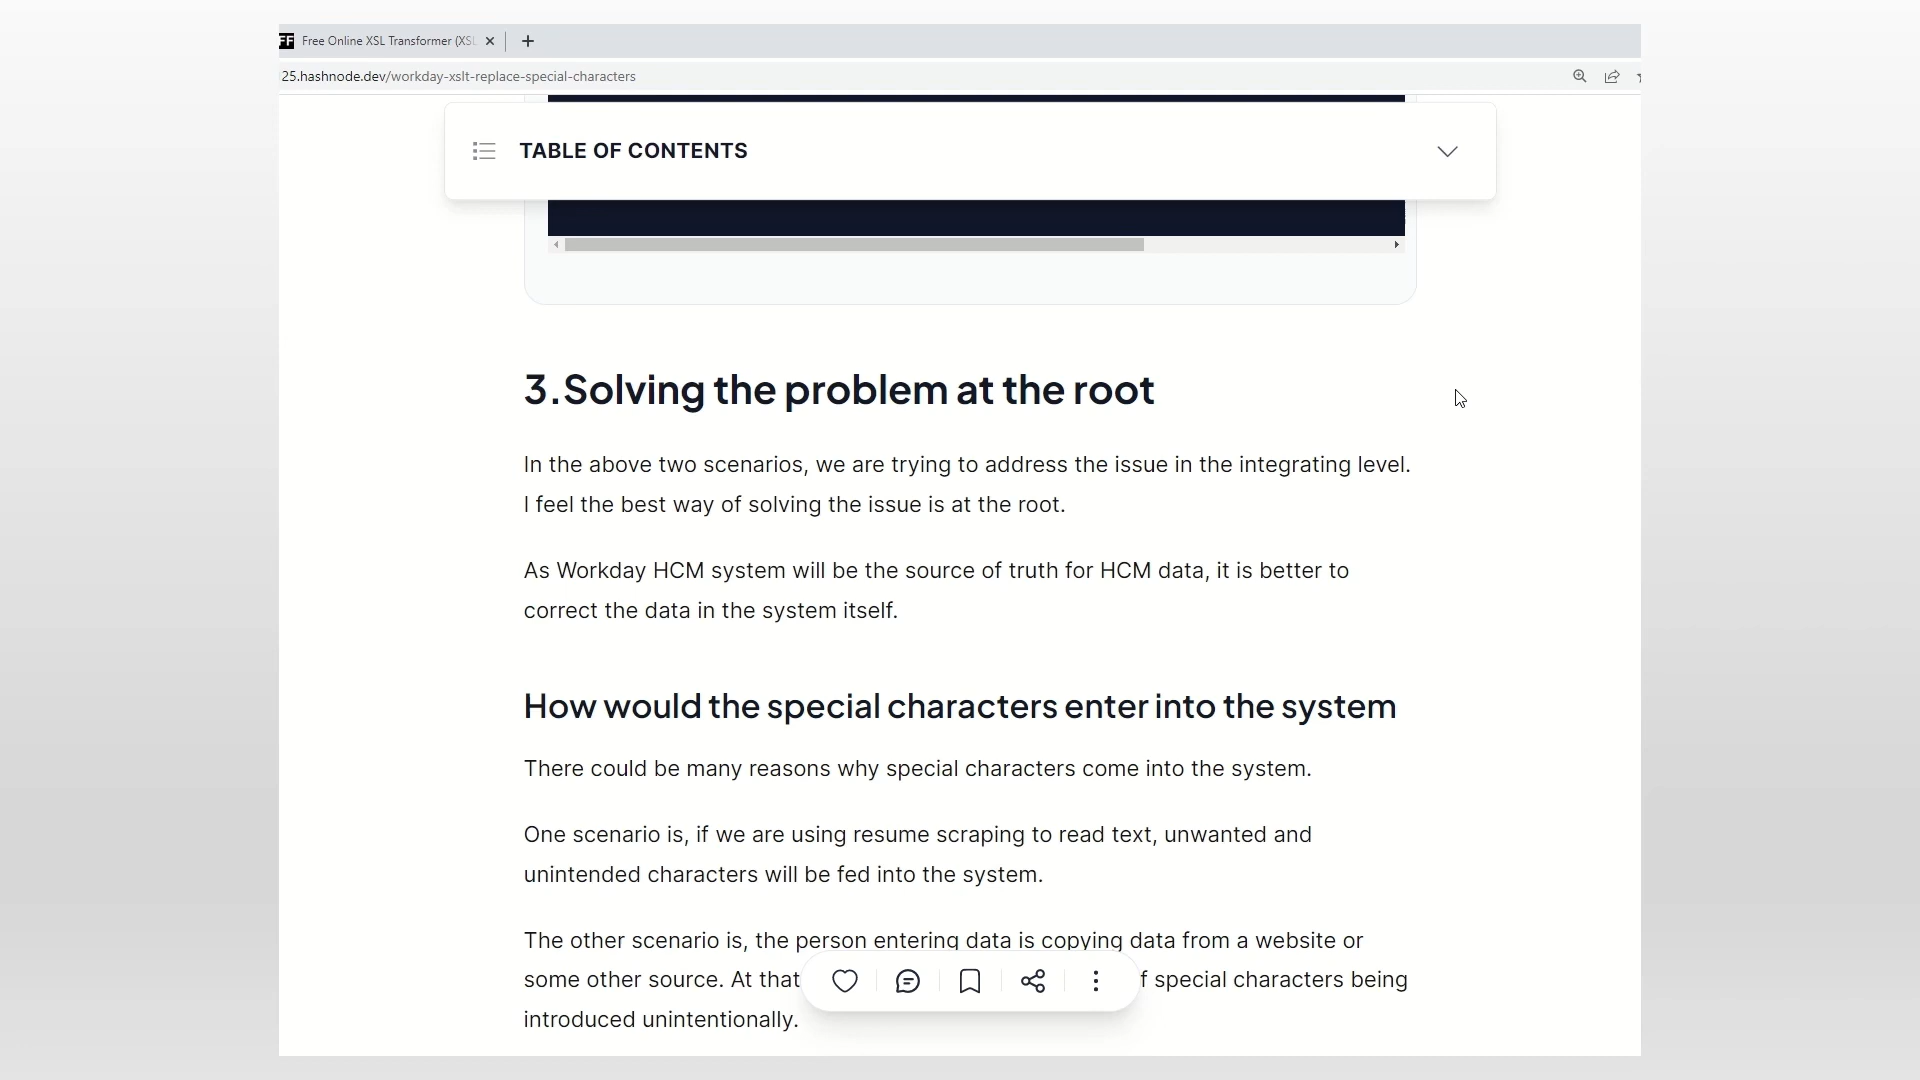 FF Free Online XSL Transformer (XSL
25.hashnode.dev/workday-xslt-replace-special-characters
TABLE OF CONTENTS
3.Solving the problem at the root
In the above two scenarios, we are trying to address the issue in the integrating level.
I feel the best way of solving the issue is at the root.
As Workday HCM system will be the source of truth for HCM data, it is better to
correct the data in the system itself.
How would the special characters enter into the system
There could be many reasons why special characters come into the system.
One scenario is, if we are using resume scraping to read text, unwanted and
unintended characters will be fed into the system.
The other scenario is, the person entering data is copying data from a website or
some other source. At that f special characters being
introduced unintentionally.